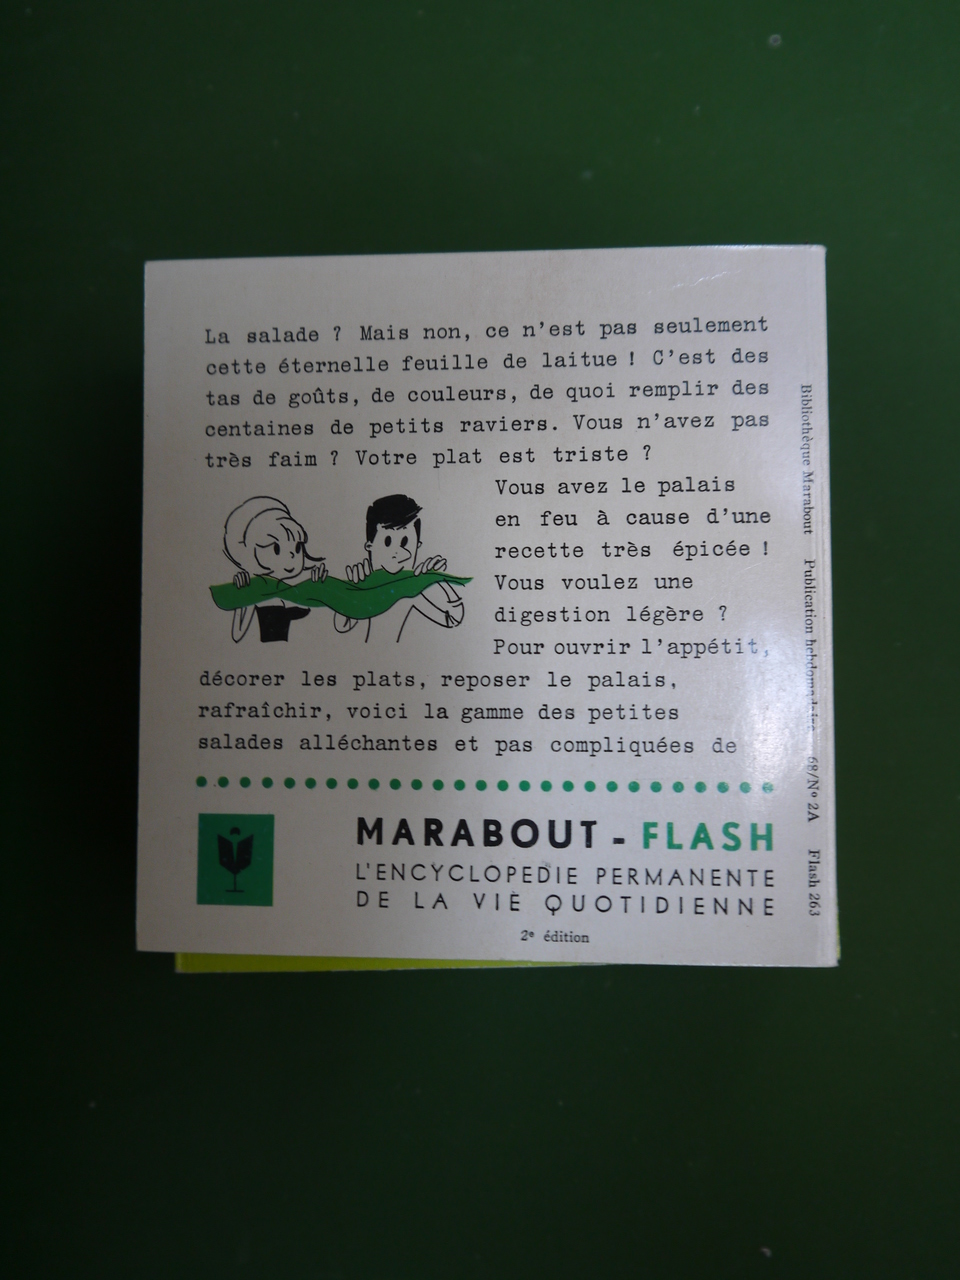 La salade ? Mais non, ce n'est pas seulement
cette éternelle feuille de laitue ! C'est des
tas de goûts, de couleurs, de quoi remplir des
centaines de petits raviers. Vous n'avez pas
très faim ? Votre plat est triste ?
Vous avez le palais
en feu à cause d'une
recette très épicée !
Vous voulez une
digestion légère ?
Pour ouvrir l'appétit,
décorer les plats, reposer le palais,
rafraîchir, voici la gamme des petites
salades alléchantes et pas compliquées de
MARABOUT - FLASH
L'ENCYCLOPEDIE PERMANENTE
DE LA VIE QUOTIDIENNE
2e édition
Bibliothèque Marabout Publication hebdomadaire 68/No 2A Flash 263